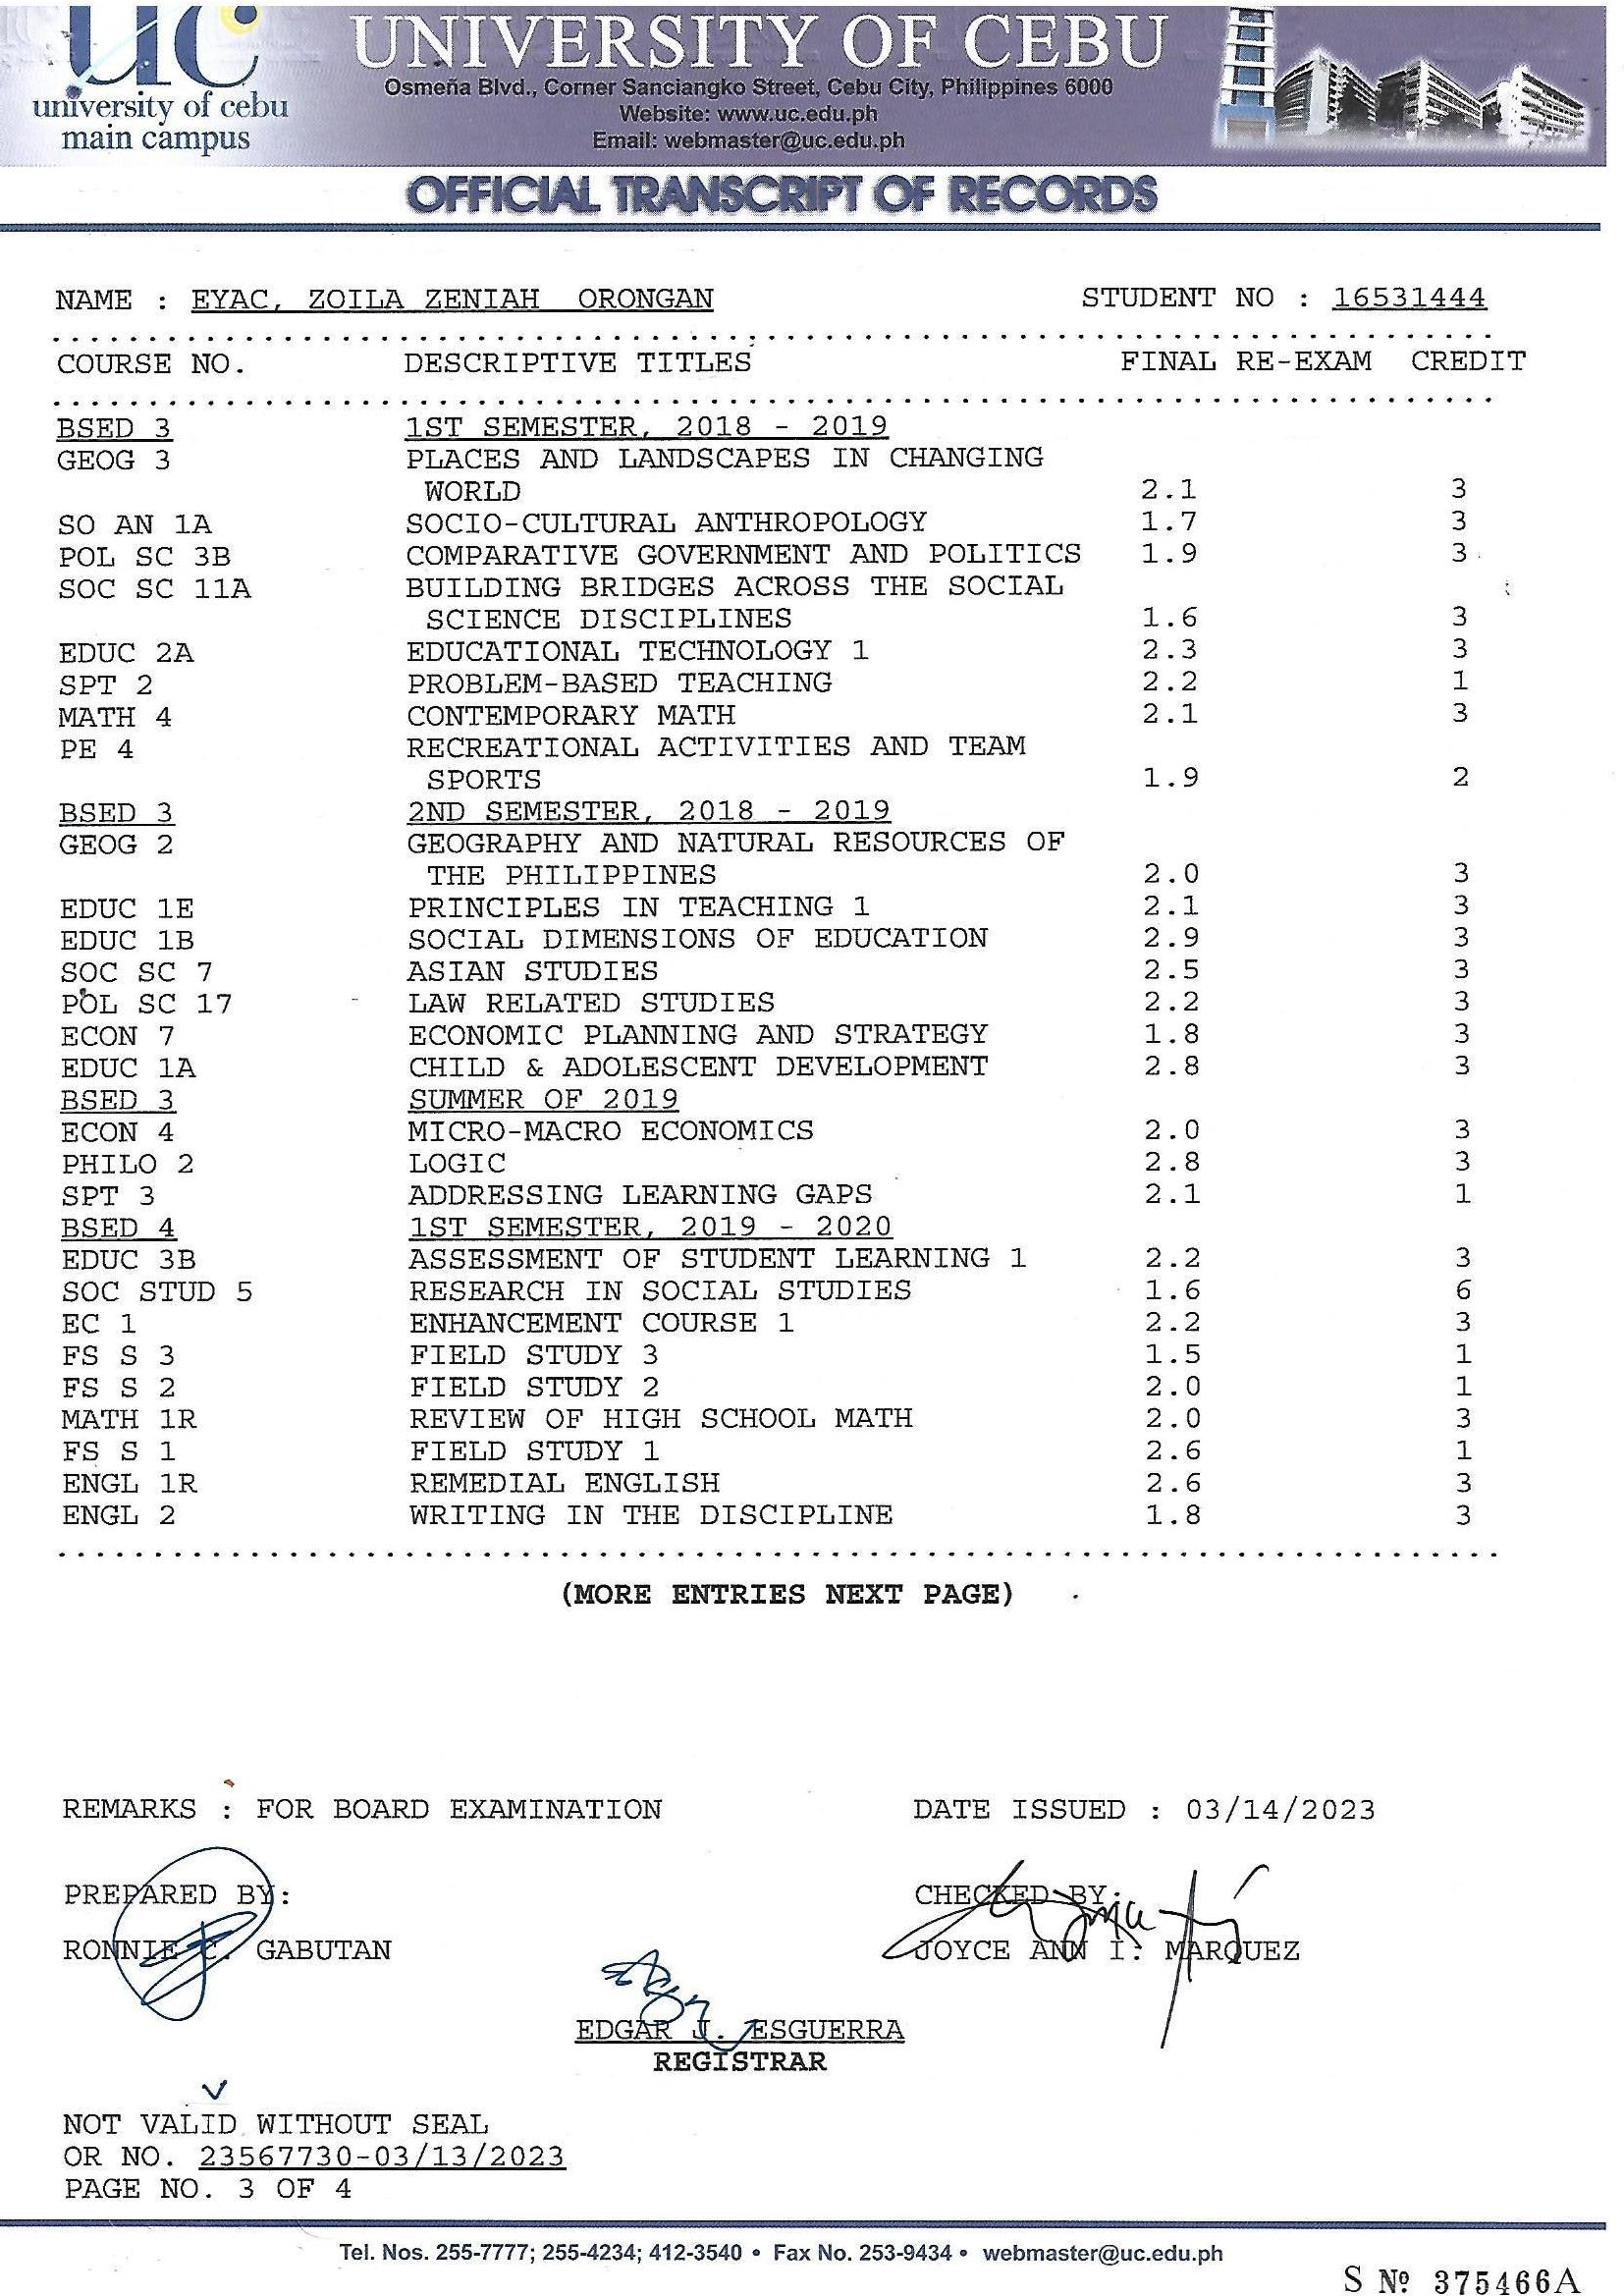 uc
university of cebu
main campus
UNIVERSITY OF CEBU
Osmeña Blvd., Corner Sanciangko Street, Cebu City, Philippines 6000
Website: www.uc.edu.ph
Email: webmaster@uc.edu.ph
OFFICIAL TRANSCRIPT OF RECORDS
NAME : EYAC, ZOILA ZENIAH ORONGAN STUDENT NO : 16531444
COURSE NO. DESCRIPTIVE TITLES FINAL RE-EXAM CREDIT
BSED 3 1ST SEMESTER, 2018 - 2019
GEOG 3 PLACES AND LANDSCAPES IN CHANGING
WORLD 2.1 3
SO AN 1A SOCIO-CULTURAL ANTHROPOLOGY 1.7 3
POL SC 3B COMPARATIVE GOVERNMENT AND POLITICS 1.9 3
SOC SC 11A BUILDING BRIDGES ACROSS THE SOCIAL
SCIENCE DISCIPLINES 1.6 3
EDUC 2A EDUCATIONAL TECHNOLOGY 1 2.3 3
SPT 2 PROBLEM-BASED TEACHING 2.2 1
MATH 4 CONTEMPORARY MATH 2.1 3
PE 4 RECREATIONAL ACTIVITIES AND TEAM
SPORTS 1.9 2
BSED 3 2ND SEMESTER, 2018 - 2019
GEOG 2 GEOGRAPHY AND NATURAL RESOURCES OF
THE PHILIPPINES 2.0 3
EDUC 1E PRINCIPLES IN TEACHING 1 2.1 3
EDUC 1B SOCIAL DIMENSIONS OF EDUCATION 2.9 3
SOC SC 7 ASIAN STUDIES 2.5 3
POL SC 17 LAW RELATED STUDIES 2.2 3
ECON 7 ECONOMIC PLANNING AND STRATEGY 1.8 3
EDUC 1A CHILD & ADOLESCENT DEVELOPMENT 2.8 3
BSED 3 SUMMER OF 2019
ECON 4 MICRO-MACRO ECONOMICS 2.0 3
PHILO 2 LOGIC 2.8 3
SPT 3 ADDRESSING LEARNING GAPS 2.1 1
BSED 4 1ST SEMESTER, 2019 - 2020
EDUC 3B ASSESSMENT OF STUDENT LEARNING 1 2.2 3
SOC STUD 5 RESEARCH IN SOCIAL STUDIES 1.6 6
EC 1 ENHANCEMENT COURSE 1 2.2 3
FS S 3 FIELD STUDY 3 1.5 1
FS S 2 FIELD STUDY 2 2.0 1
MATH 1R REVIEW OF HIGH SCHOOL MATH 2.0 3
FS S 1 FIELD STUDY 1 2.6 1
ENGL 1R REMEDIAL ENGLISH 2.6 3
ENGL 2 WRITING IN THE DISCIPLINE 1.8 3
(MORE ENTRIES NEXT PAGE)
REMARKS : FOR BOARD EXAMINATION DATE ISSUED : 03/14/2023
PREPARED BY: CHECKED BY:
RONNIE C. GABUTAN JOYCE ANN I. MARQUEZ
EDGAR J. ESGUERRA
REGISTRAR
NOT VALID WITHOUT SEAL
OR NO. 23567730-03/13/2023
PAGE NO. 3 OF 4
Tel. Nos. 255-7777; 255-4234; 412-3540 • Fax No. 253-9434 • webmaster@uc.edu.ph
S Nº 375466A